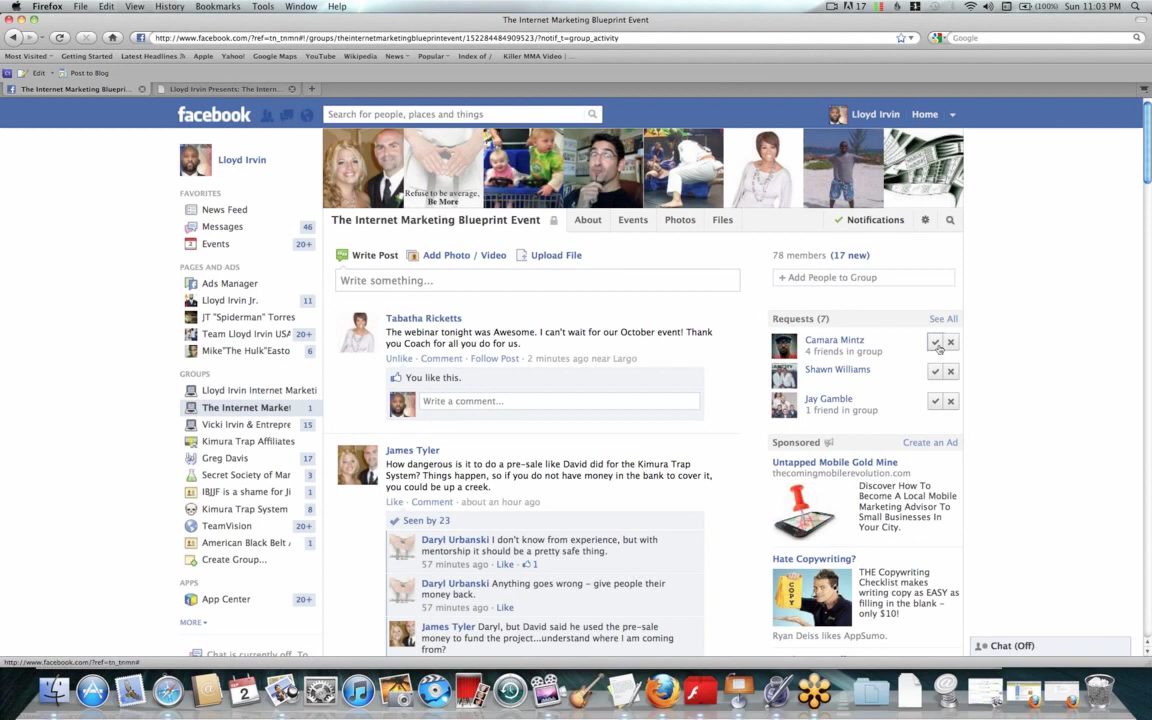 Firefox File Edit View History Bookmarks Tools Window Help 17 1 (100%) Sun 11:03 PM
The Internet Marketing Blueprint Event
http://www.facebook.com/?ref=tn_tnmn#!/groups/theinternetmarketingblueprintevent/152284484909523/?notif_t=group_activity Google
Most Visited Getting Started Latest Headlines Apple Yahoo! Google Maps YouTube Wikipedia News Popular Index of / Killer MMA Video | ...
Edit Post to Blog
The Internet Marketing Bluepri... Lloyd Irvin Presents: The Intern... +
facebook Search for people, places and things Lloyd Irvin Home
Lloyd Irvin
Refuse to be average,
Be More
The Internet Marketing Blueprint Event About Events Photos Files Notifications
FAVORITES
News Feed
Messages 46
Events 20+
PAGES AND ADS
Ads Manager
Lloyd Irvin Jr. 11
JT "Spiderman" Torres
Team Lloyd Irvin USA 20+
Mike"The Hulk"Easto 6
GROUPS
Lloyd Irvin Internet Marketi
The Internet Marke 1
Vicki Irvin & Entrepre 15
Kimura Trap Affiliates
Greg Davis 17
Secret Society of Mar 3
IBJJF is a shame for Ji 1
Kimura Trap System 8
TeamVision 20+
American Black Belt 1
Create Group...
APPS
App Center 20+
MORE
Chat is currently off. To
Write Post Add Photo / Video Upload File
Write something...
Tabatha Ricketts
The webinar tonight was Awesome. I can't wait for our October event! Thank
you Coach for all you do for us.
Unlike · Comment · Follow Post · 2 minutes ago near Largo
You like this.
Write a comment...
James Tyler
How dangerous is it to do a pre-sale like David did for the Kimura Trap
System? Things happen, so if you do not have money in the bank to cover it,
you could be up a creek.
Like · Comment · about an hour ago
Seen by 23
Daryl Urbanski I don't know from experience, but with
mentorship it should be a pretty safe thing.
57 minutes ago · Like · 1
Daryl Urbanski Anything goes wrong – give people their
money back.
57 minutes ago · Like
James Tyler Daryl, but David said he used the pre-sale
money to fund the project...understand where I am coming
from?
78 members (17 new)
+ Add People to Group
Requests (7) See All
Camara Mintz
4 friends in group
Shawn Williams
Jay Gamble
1 friend in group
Sponsored Create an Ad
Untapped Mobile Gold Mine
thecomingmobilerevolution.com
Discover How To
Become A Local Mobile
Marketing Advisor To
Small Businesses In
Your City.
Hate Copywriting?
COPY
THE Copywriting
Checklist makes
writing copy as EASY as
filling in the blank –
only $10!
Ryan Deiss likes AppSumo.
Chat (Off)
http://www.facebook.com/?ref=tn_tnmn#
2